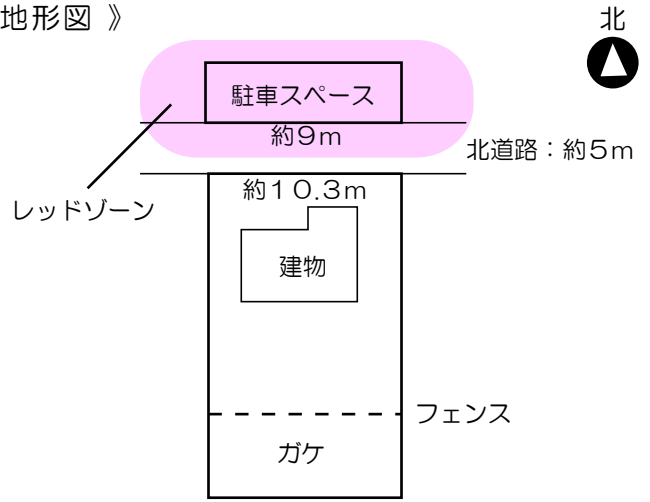 地形図 》
北
駐車スペース
約9m
北道路：約5m
約10.3m
レッドゾーン
建物
フェンス
ガケ